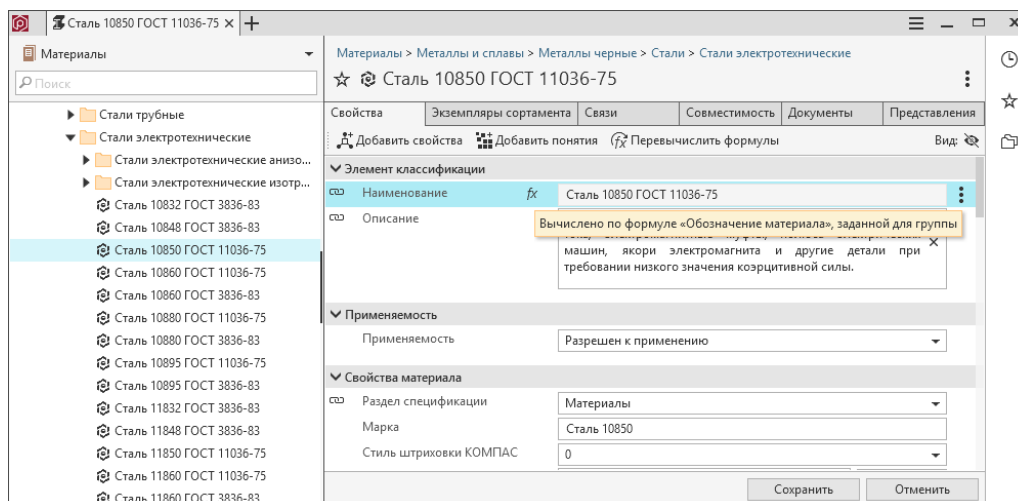 Сталь 10850 ГОСТ 11036-75
Материалы
Поиск
Стали трубные
Стали электротехнические
Стали электротехнические анизо...
Стали электротехнические изотр...
Сталь 10832 ГОСТ 3836-83
Сталь 10848 ГОСТ 3836-83
Сталь 10850 ГОСТ 11036-75
Сталь 10860 ГОСТ 11036-75
Сталь 10860 ГОСТ 3836-83
Сталь 10880 ГОСТ 11036-75
Сталь 10880 ГОСТ 3836-83
Сталь 10895 ГОСТ 11036-75
Сталь 10895 ГОСТ 3836-83
Сталь 11832 ГОСТ 3836-83
Сталь 11848 ГОСТ 3836-83
Сталь 11850 ГОСТ 11036-75
Сталь 11860 ГОСТ 11036-75
Сталь 11860 ГОСТ 3836-83
Материалы > Металлы и сплавы > Металлы черные > Стали > Стали электротехнические
Сталь 10850 ГОСТ 11036-75
Свойства Экземпляры сортамента Связи Совместимость Документы Представления
Добавить свойства Добавить понятия fx Перевычислить формулы Вид:
Элемент классификации
Наименование fx Сталь 10850 ГОСТ 11036-75
Описание
Вычислено по формуле «Обозначение материала», заданной для группы
машин, якори электромагнита и другие детали при
требовании низкого значения коэрцитивной силы.
Применяемость
Применяемость Разрешен к применению
Свойства материала
Раздел спецификации Материалы
Марка Сталь 10850
Стиль штриховки КОМПАС 0
Сохранить Отменить